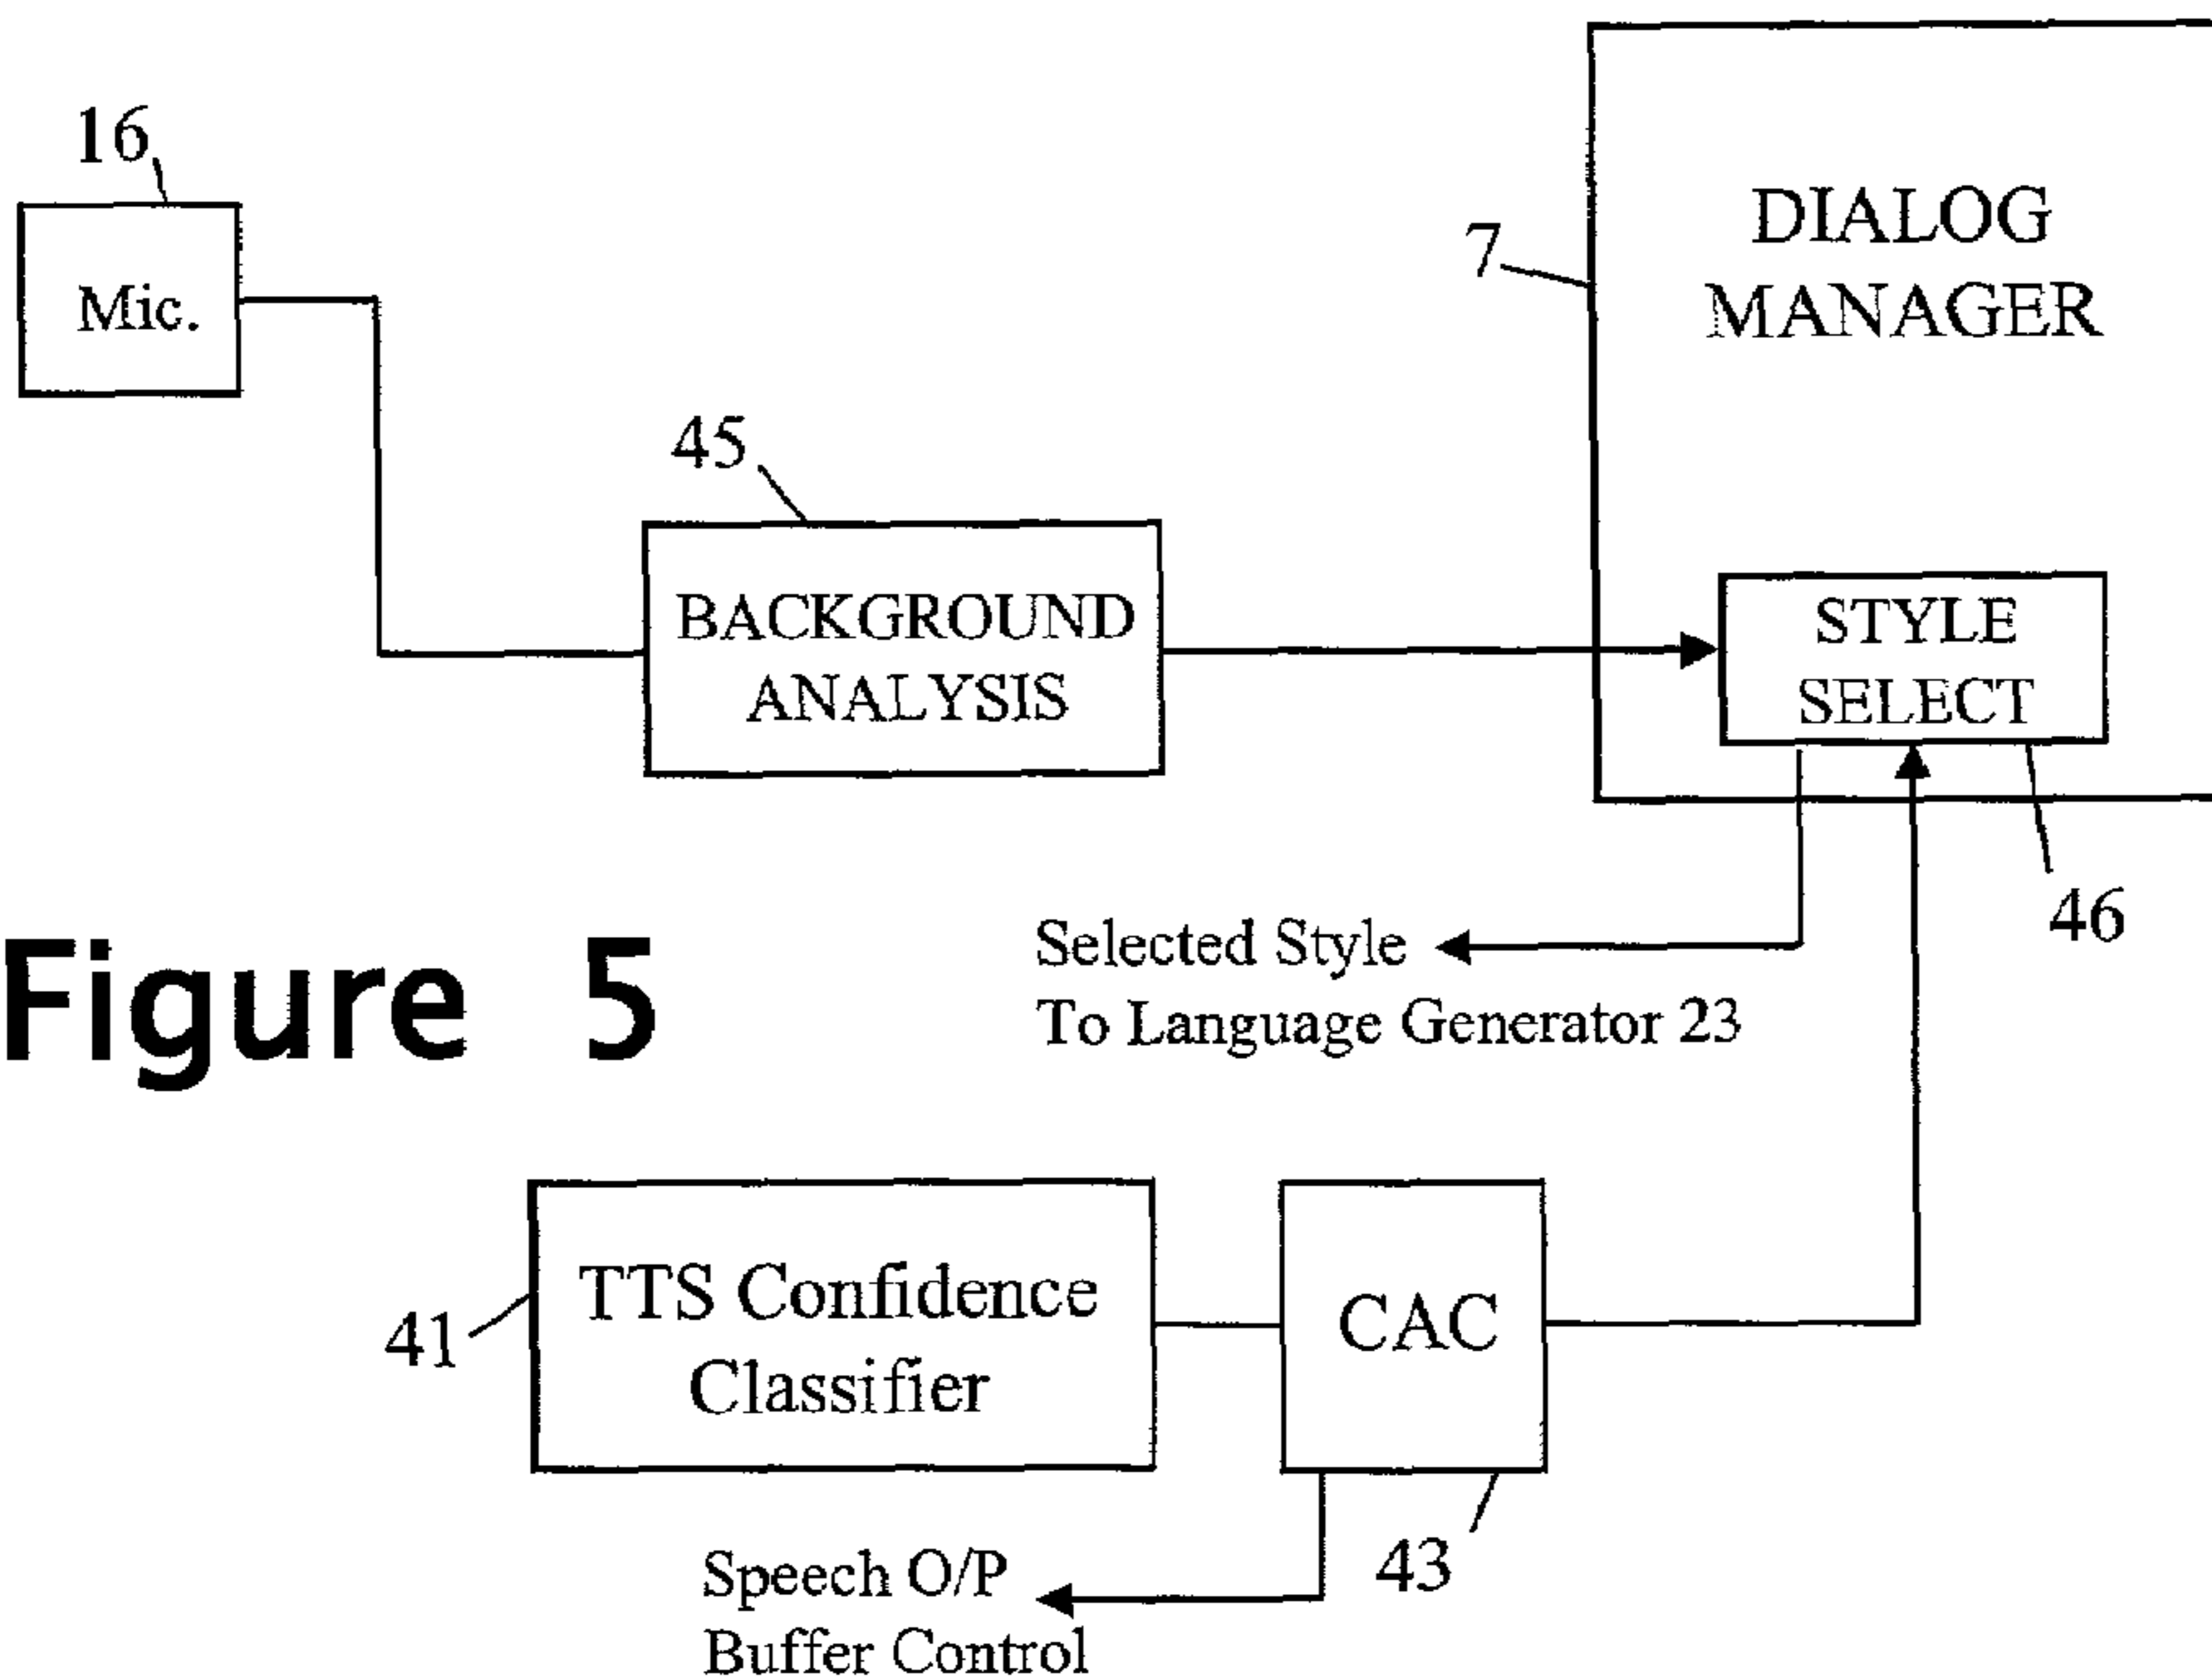 16
Mic.
7
DIALOG
MANAGER
45
BACKGROUND
ANALYSIS
STYLE
SELECT
46
Selected Style
To Language Generator 23
Figure 5
41
TTS Confidence
Classifier
CAC
43
Speech O/P
Buffer Control